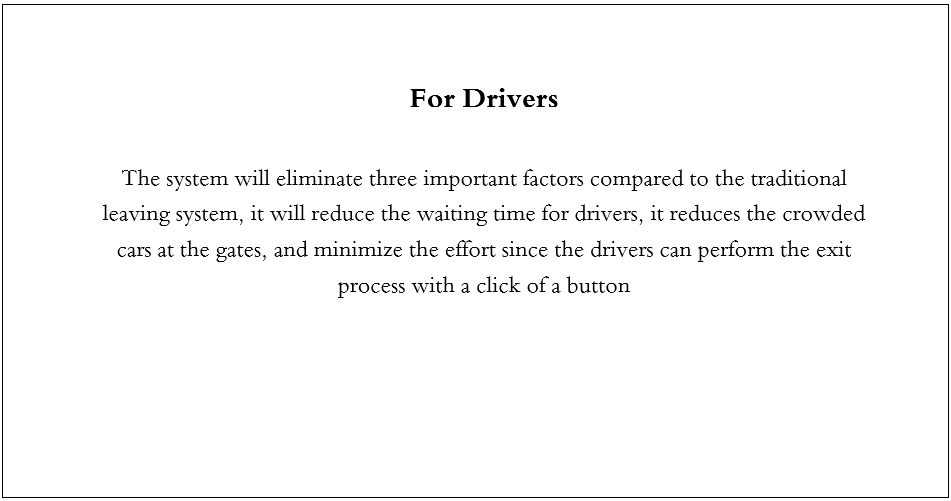 For Drivers
The system will eliminate three important factors compared to the traditional
leaving system, it will reduce the waiting time for drivers, it reduces the crowded
cars at the gates, and minimize the effort since the drivers can perform the exit
process with a click of a button